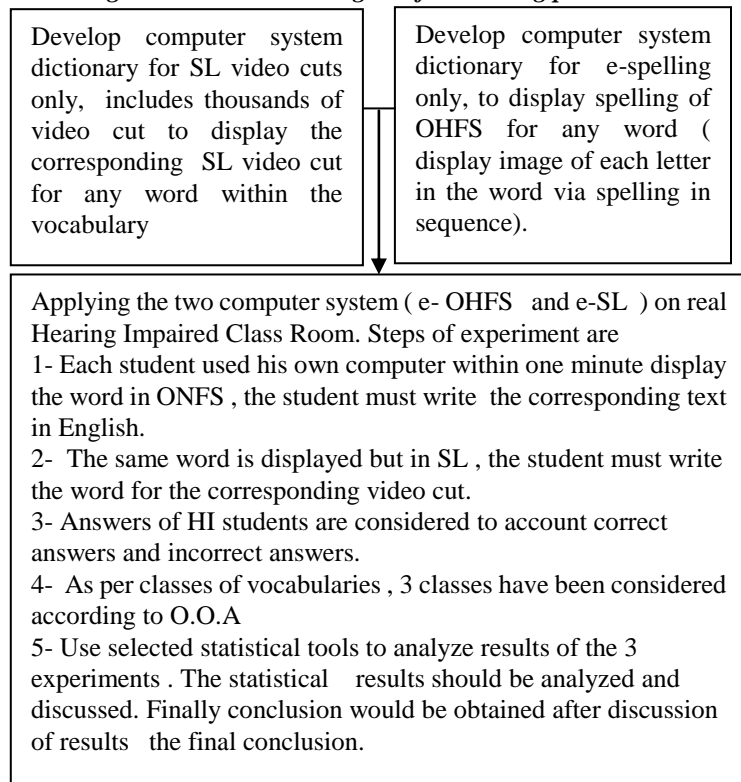 Develop computer system
dictionary for SL video cuts
only, includes thousands of
video cut to display the
corresponding SL video cut
for any word within the
vocabulary
Develop computer system
dictionary for e-spelling
only, to display spelling of
OHFS for any word (
display image of each letter
in the word via spelling in
sequence).
Applying the two computer system ( e- OHFS and e-SL ) on real
Hearing Impaired Class Room. Steps of experiment are
1- Each student used his own computer within one minute display
the word in ONFS , the student must write the corresponding text
in English.
2- The same word is displayed but in SL , the student must write
the word for the corresponding video cut.
3- Answers of HI students are considered to account correct
answers and incorrect answers.
4- As per classes of vocabularies , 3 classes have been considered
according to O.O.A
5- Use selected statistical tools to analyze results of the 3
experiments . The statistical results should be analyzed and
discussed. Finally conclusion would be obtained after discussion
of results the final conclusion.